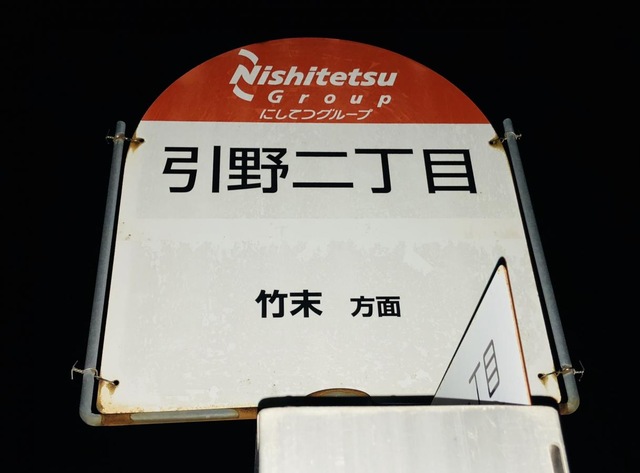 Nishitetsu
Group
にしてつグループ
引野二丁目
竹末 方面
丁目